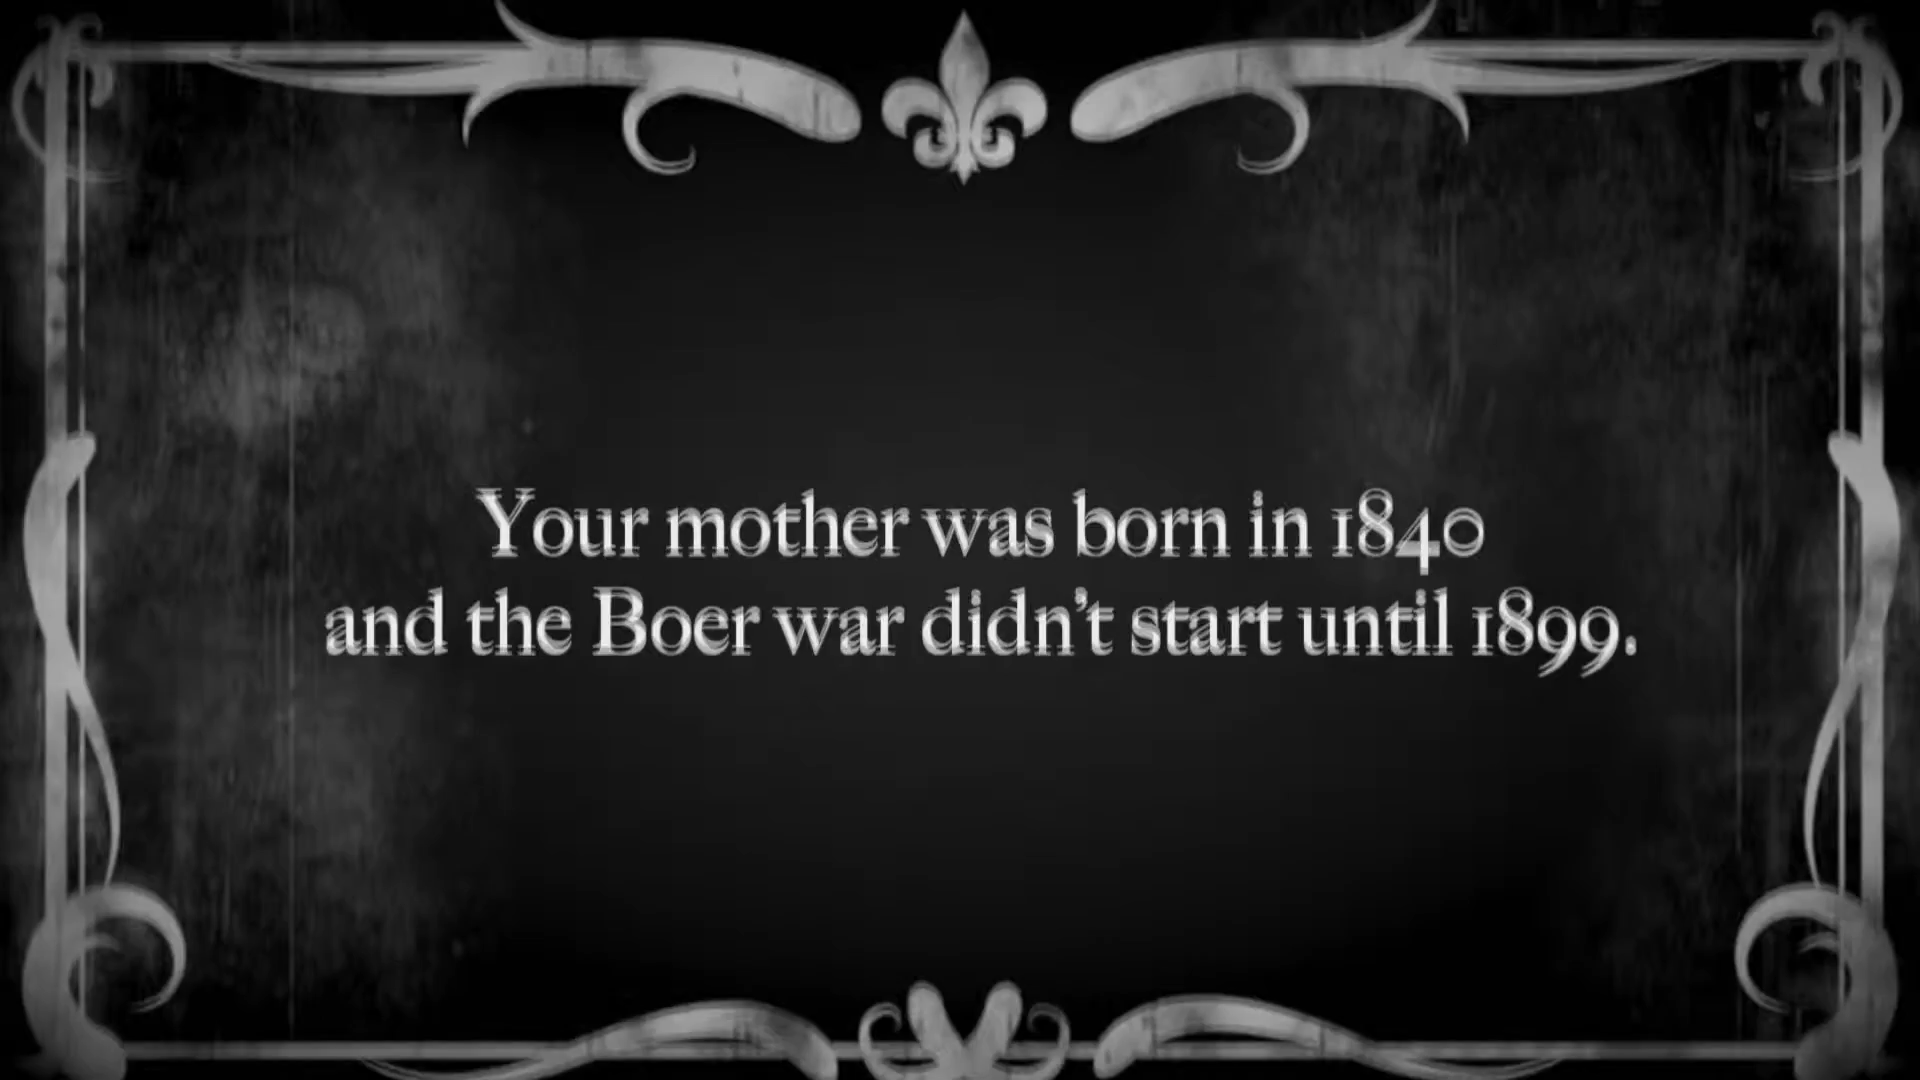 Your mother was born in 1840
and the Boer war didn't start until 1899.